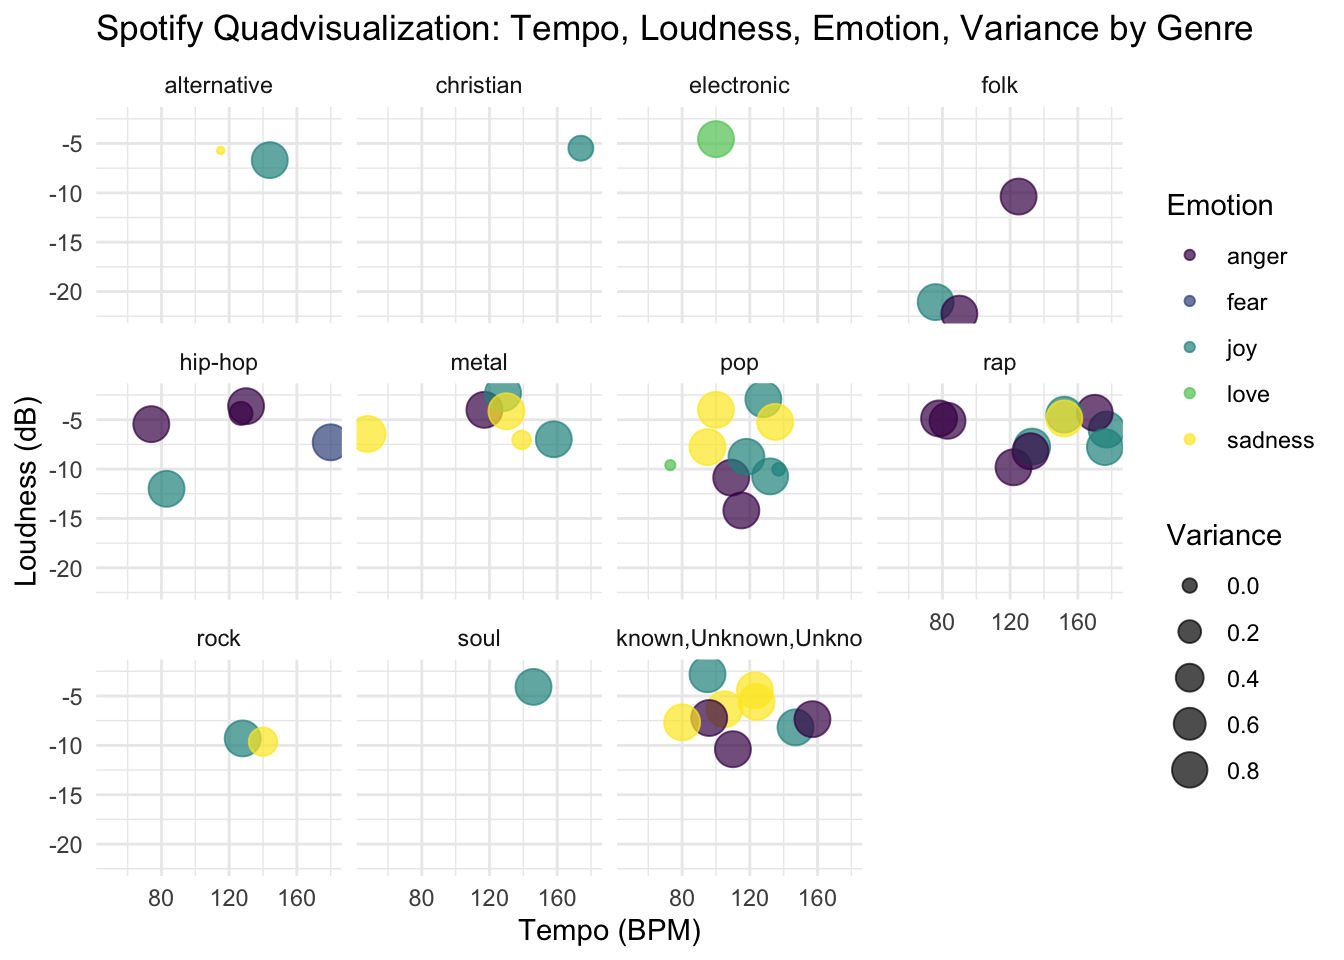 Spotify Quadvisualization: Tempo, Loudness, Emotion, Variance by Genre
alternative
christian
electronic
folk
-5
-10
-15
-20
hip-hop
metal
pop
rap
-5
-10
-15
-20
80 120 160
rock
soul
known,Unknown,Unkno
-5
-10
-15
-20
80 120 160
80 120 160
80 120 160
Tempo (BPM)
Loudness (dB)
Emotion
anger
fear
joy
love
sadness
Variance
0.0
0.2
0.4
0.6
0.8